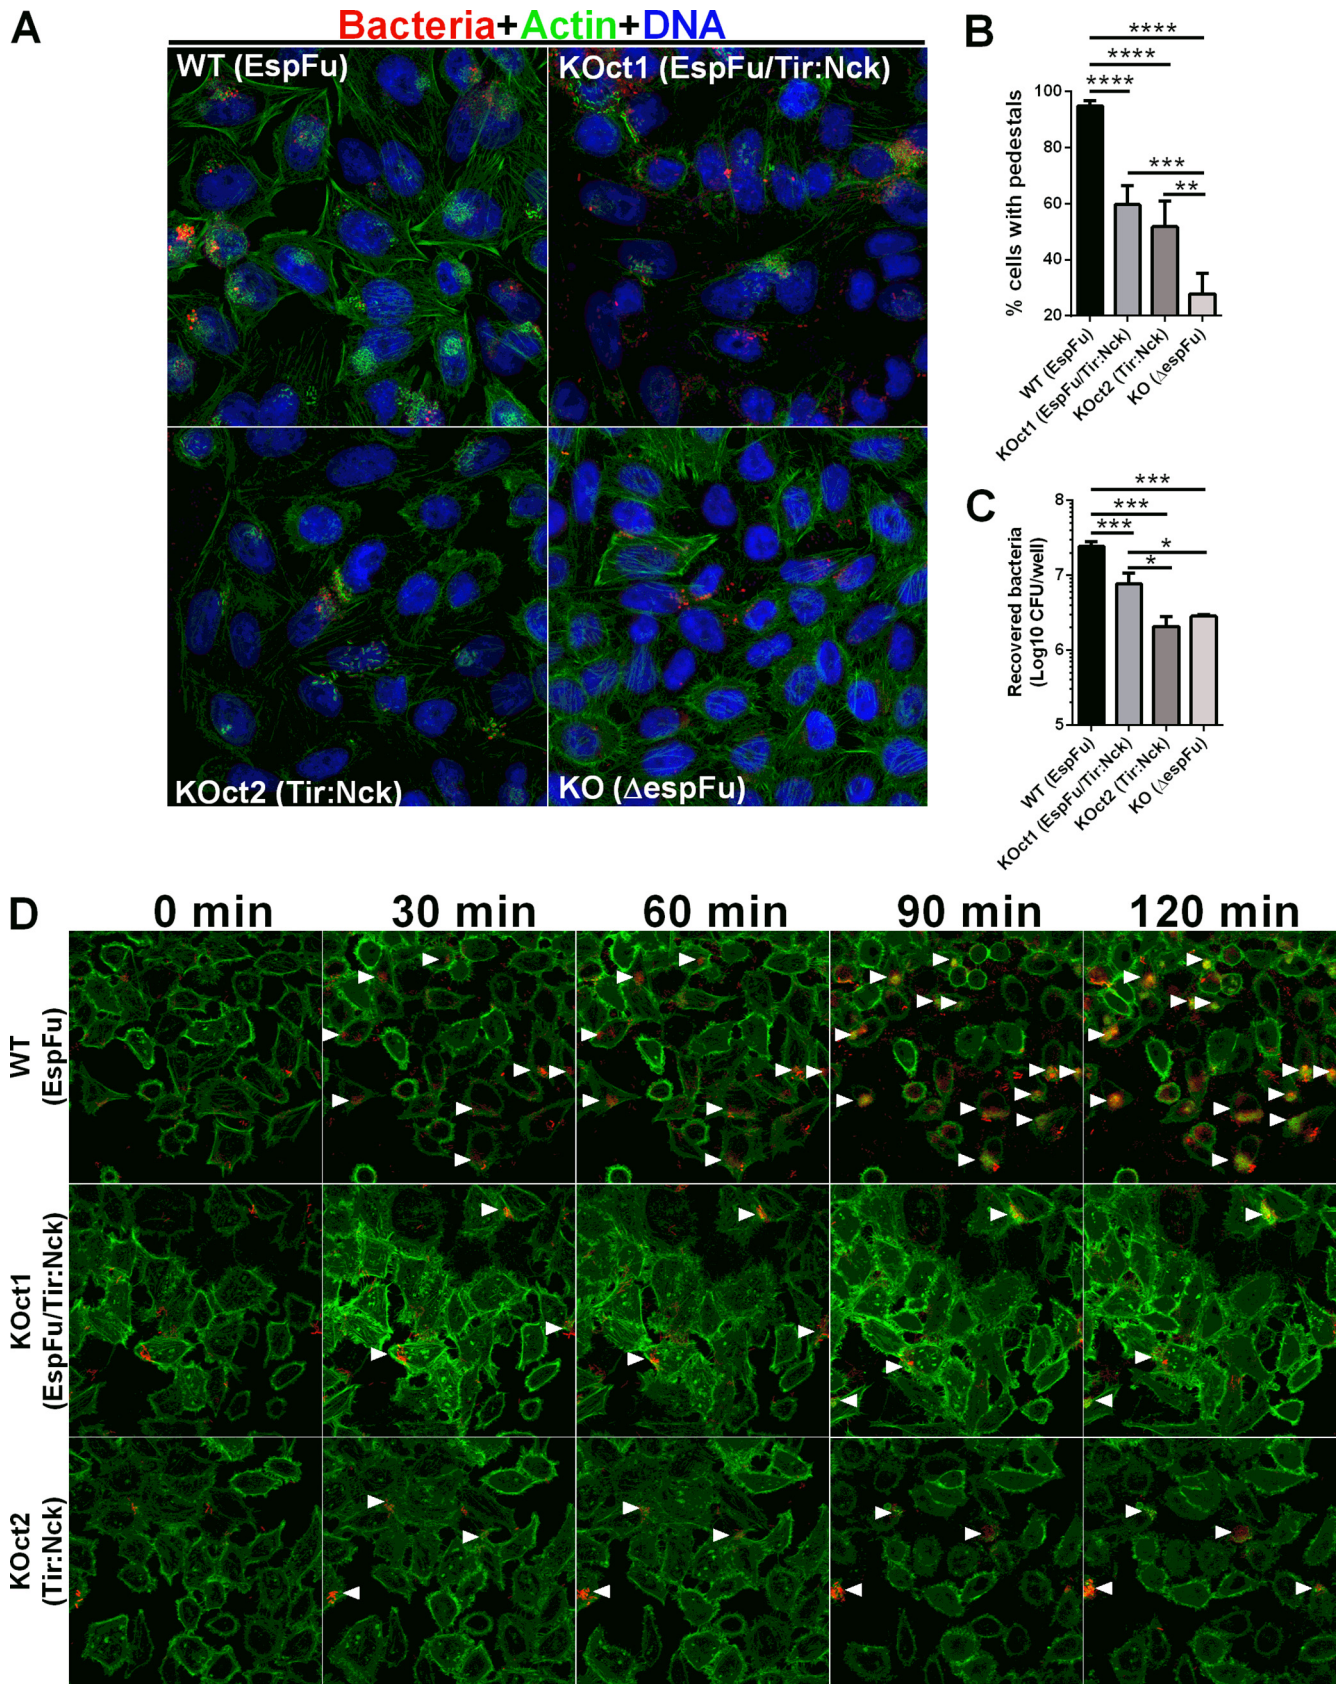 A
Bacteria+Actin+DNA
WT (EspFu)
KOct1 (EspFu/Tir:Nck)
KOct2 (Tir:Nck)
KO (ΔespFu)
B
****
****
****
***
**
% cells with pedestals
100
80
60
40
20
WT (EspFu)
KOct1 (EspFu/Tir:Nck)
KOct2 (Tir:Nck)
KO (ΔespFu)
C
***
***
***
*
*
Recovered bacteria
(Log10 CFU/well)
8
7
6
5
WT (EspFu)
KOct1 (EspFu/Tir:Nck)
KOct2 (Tir:Nck)
KO (ΔespFu)
D
0 min 30 min 60 min 90 min 120 min
WT
(EspFu)
KOct1
(EspFu/Tir:Nck)
KOct2
(Tir:Nck)